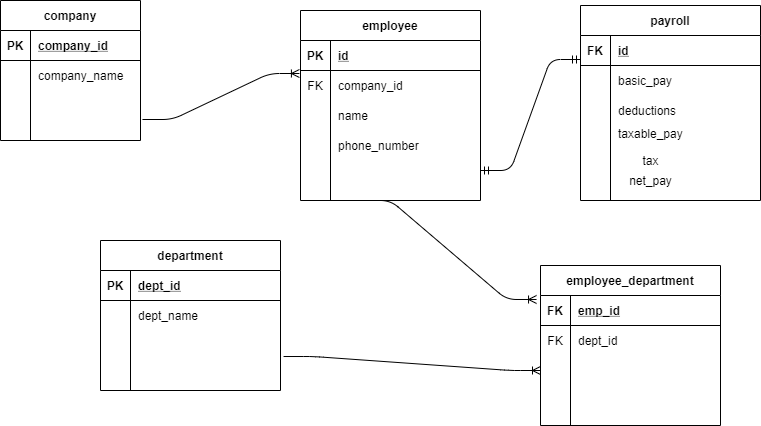 company
PK company_id
company_name
employee
PK id
FK company_id
name
phone_number
payroll
FK id
basic_pay
deductions
taxable_pay
tax
net_pay
department
PK dept_id
dept_name
employee_department
FK emp_id
FK dept_id